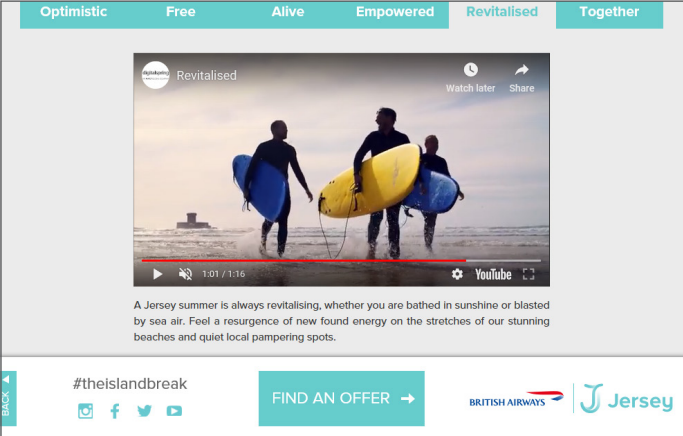 Optimistic Free Alive Empowered Revitalised Together
Revitalised
Watch later Share
1:01 / 1:16
YouTube
A Jersey summer is always revitalising, whether you are bathed in sunshine or blasted
by sea air. Feel a resurgence of new found energy on the stretches of our stunning
beaches and quiet local pampering spots.
BACK
#theislandbreak
FIND AN OFFER
BRITISH AIRWAYS
Jersey